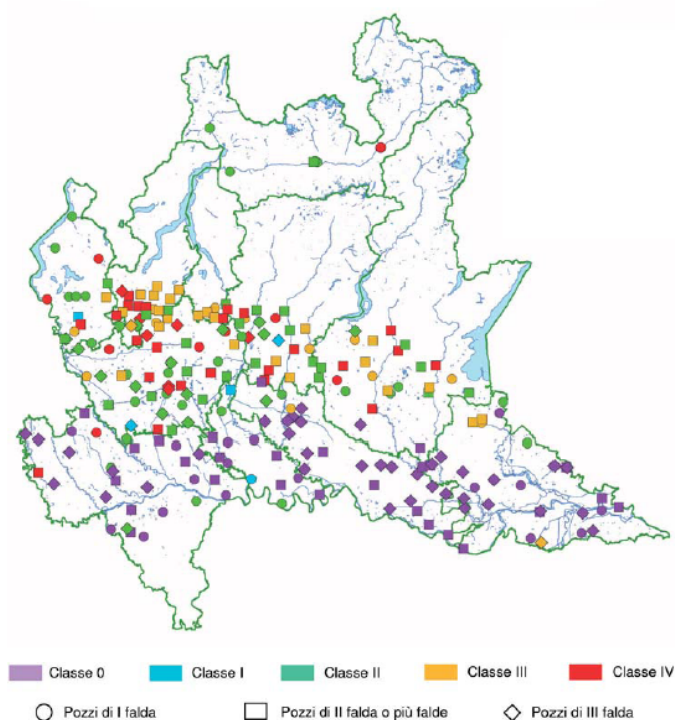 Classe 0 Classe I Classe II Classe III Classe IV
Pozzi di I falda Pozzi di II falda o più falde Pozzi di III falda